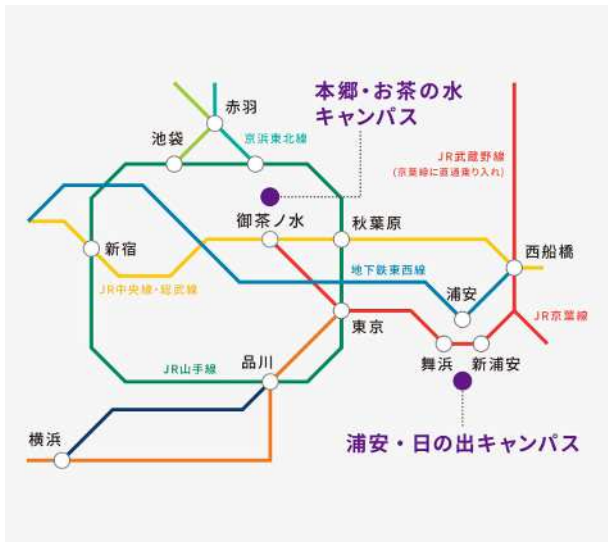 本郷・お茶の水
キャンパス
赤羽
池袋
京浜東北線
JR武蔵野線
(京葉線に直通乗り入れ)
御茶ノ水
秋葉原
新宿
西船橋
地下鉄東西線
JR中央線・総武線
浦安
東京
JR京葉線
品川
舞浜
新浦安
JR山手線
横浜
浦安・日の出キャンパス